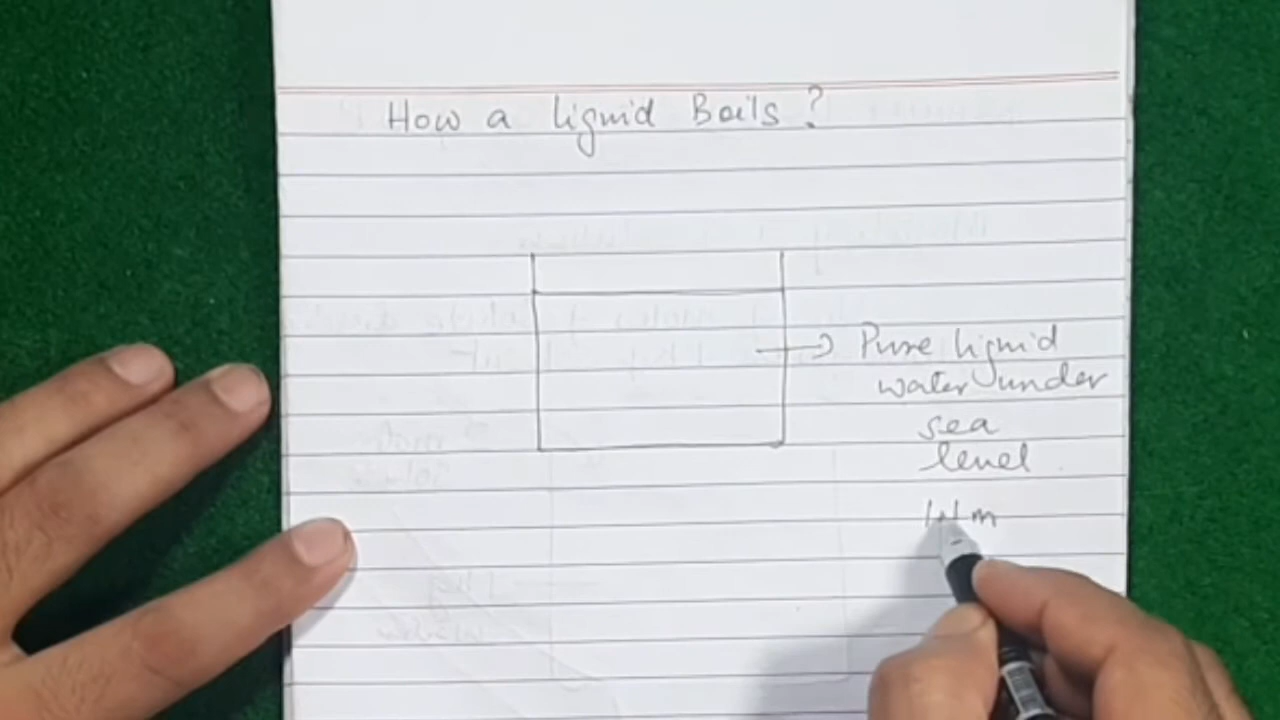 How a liquid Boils?
Pure liquid
water under
sea
level
1atm